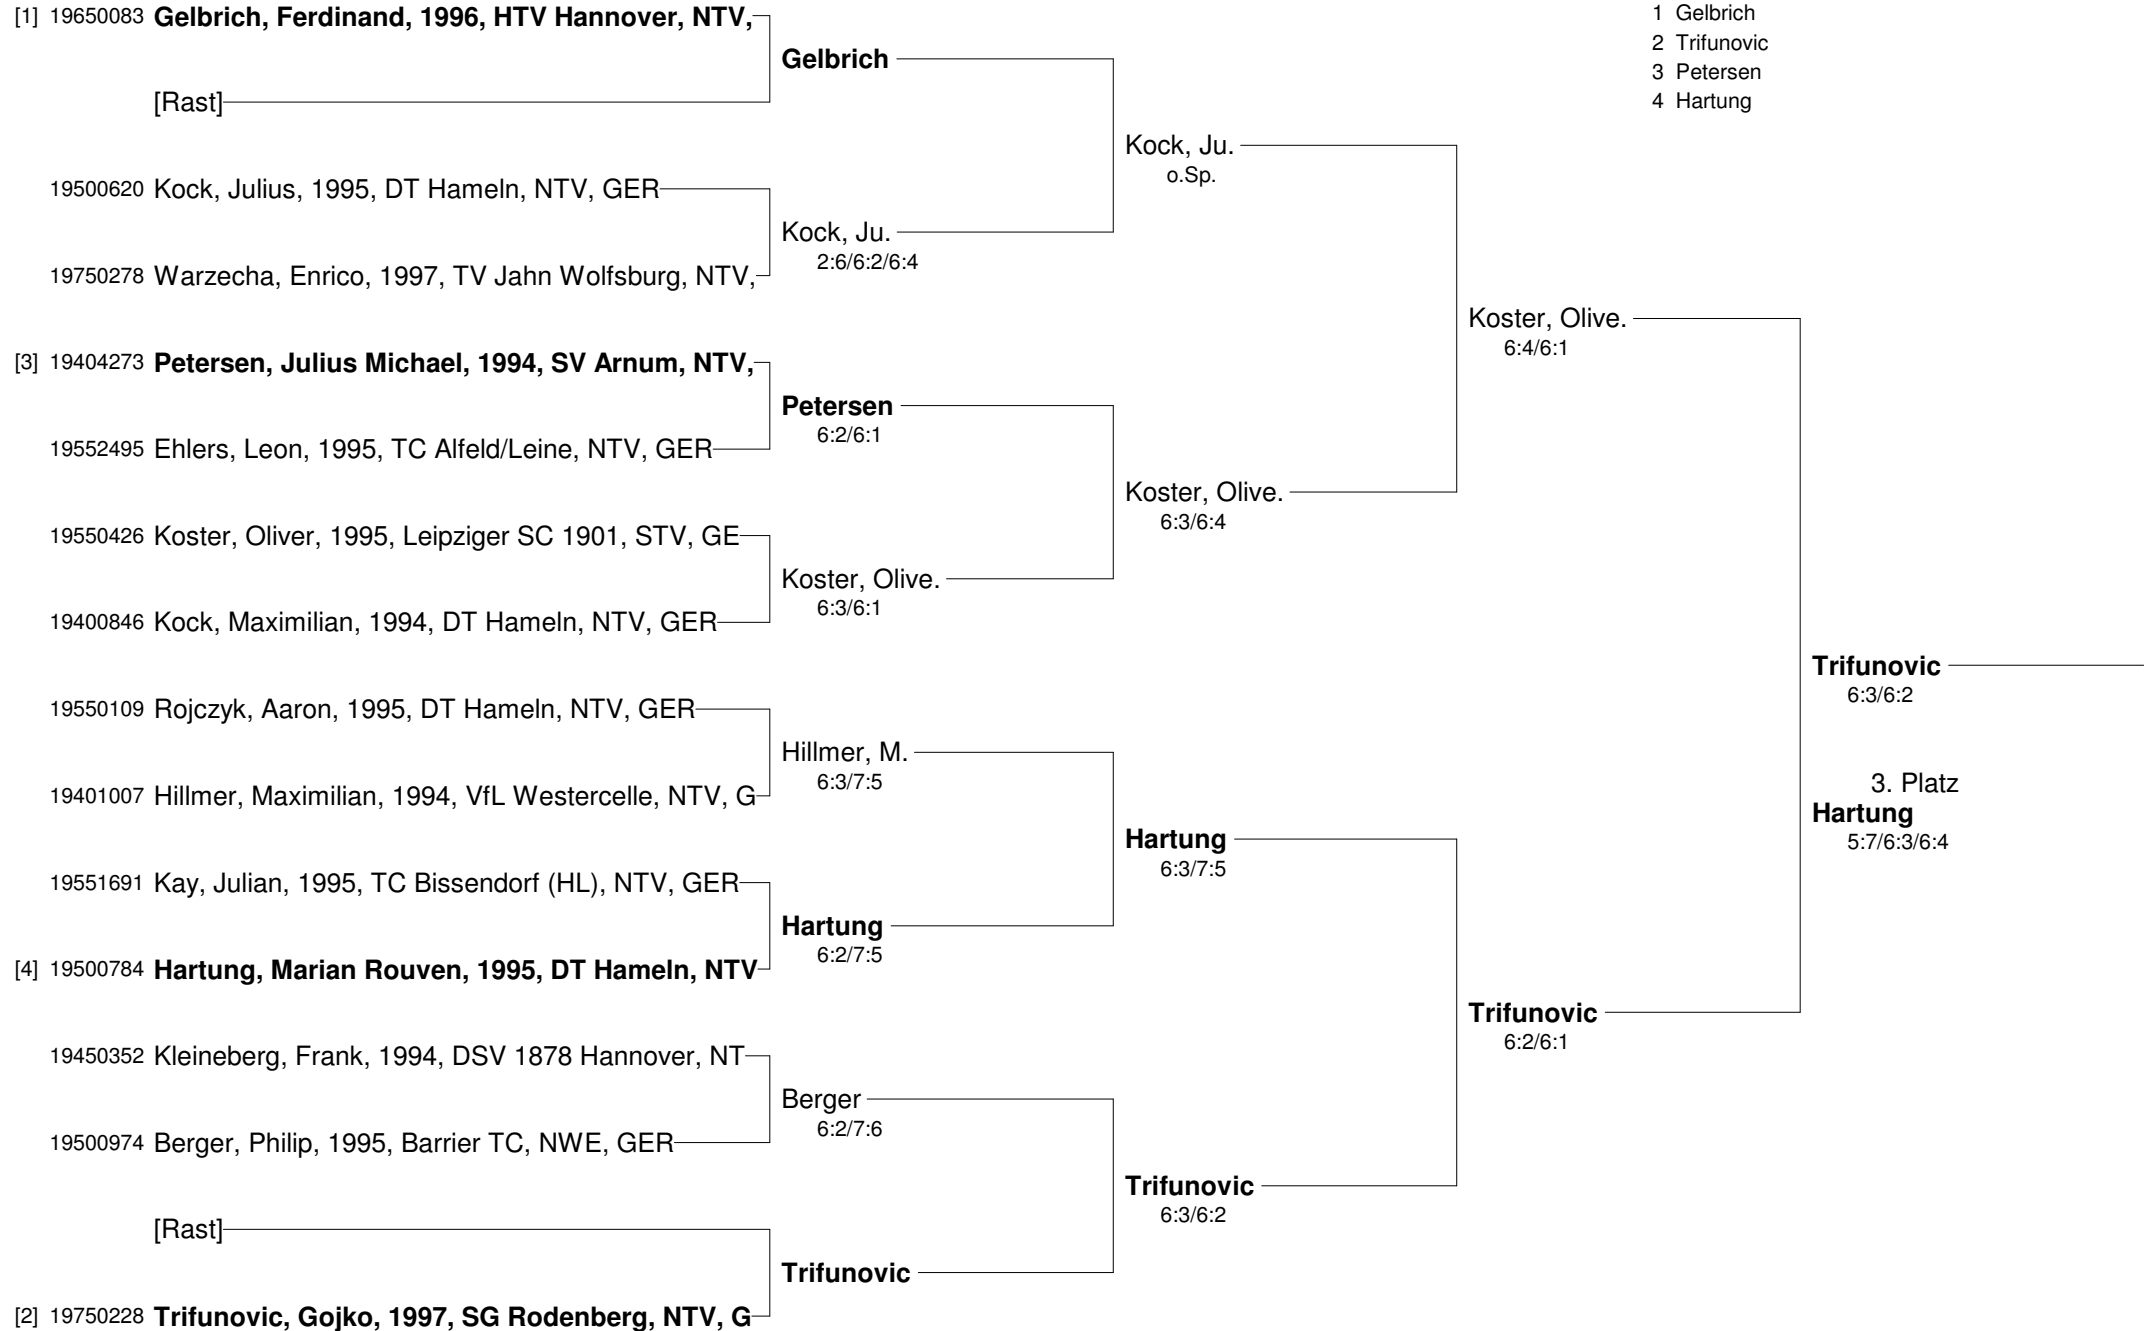 [1] 19650083 Gelbrich, Ferdinand, 1996, HTV Hannover, NTV,
1 Gelbrich
2 Trifunovic
3 Petersen
4 Hartung
Gelbrich
[Rast]
Kock, Ju.
o.Sp.
19500620 Kock, Julius, 1995, DT Hameln, NTV, GER
Kock, Ju.
2:6/6:2/6:4
19750278 Warzecha, Enrico, 1997, TV Jahn Wolfsburg, NTV,
Koster, Olive.
6:4/6:1
[3] 19404273 Petersen, Julius Michael, 1994, SV Arnum, NTV,
Petersen
6:2/6:1
19552495 Ehlers, Leon, 1995, TC Alfeld/Leine, NTV, GER
Koster, Olive.
6:3/6:4
19550426 Koster, Oliver, 1995, Leipziger SC 1901, STV, GE
Koster, Olive.
6:3/6:1
19400846 Kock, Maximilian, 1994, DT Hameln, NTV, GER
Trifunovic
6:3/6:2
19550109 Rojczyk, Aaron, 1995, DT Hameln, NTV, GER
Hillmer, M.
6:3/7:5
19401007 Hillmer, Maximilian, 1994, VfL Westercelle, NTV, G
3. Platz
Hartung
5:7/6:3/6:4
Hartung
6:3/7:5
19551691 Kay, Julian, 1995, TC Bissendorf (HL), NTV, GER
Hartung
6:2/7:5
[4] 19500784 Hartung, Marian Rouven, 1995, DT Hameln, NTV
Trifunovic
6:2/6:1
19450352 Kleineberg, Frank, 1994, DSV 1878 Hannover, NT
Berger
6:2/7:6
19500974 Berger, Philip, 1995, Barrier TC, NWE, GER
Trifunovic
6:3/6:2
[Rast]
Trifunovic
[2] 19750228 Trifunovic, Gojko, 1997, SG Rodenberg, NTV, G